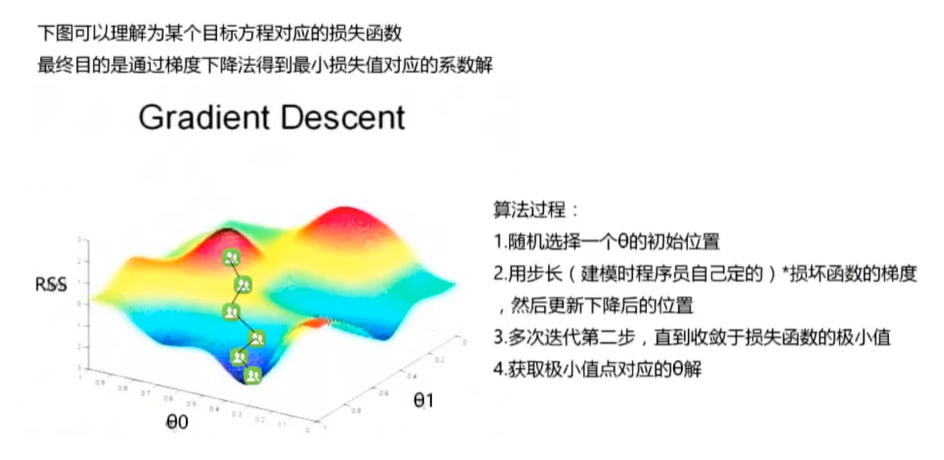 下图可以理解为某个目标方程对应的损失函数
最终目的是通过梯度下降法得到最小损失值对应的系数解
Gradient Descent
RSS
θ0
θ1
算法过程：
1.随机选择一个θ的初始位置
2.用步长（建模时程序员自己定的）*损坏函数的梯度
，然后更新下降后的位置
3.多次迭代第二步，直到收敛于损失函数的极小值
4.获取极小值点对应的θ解